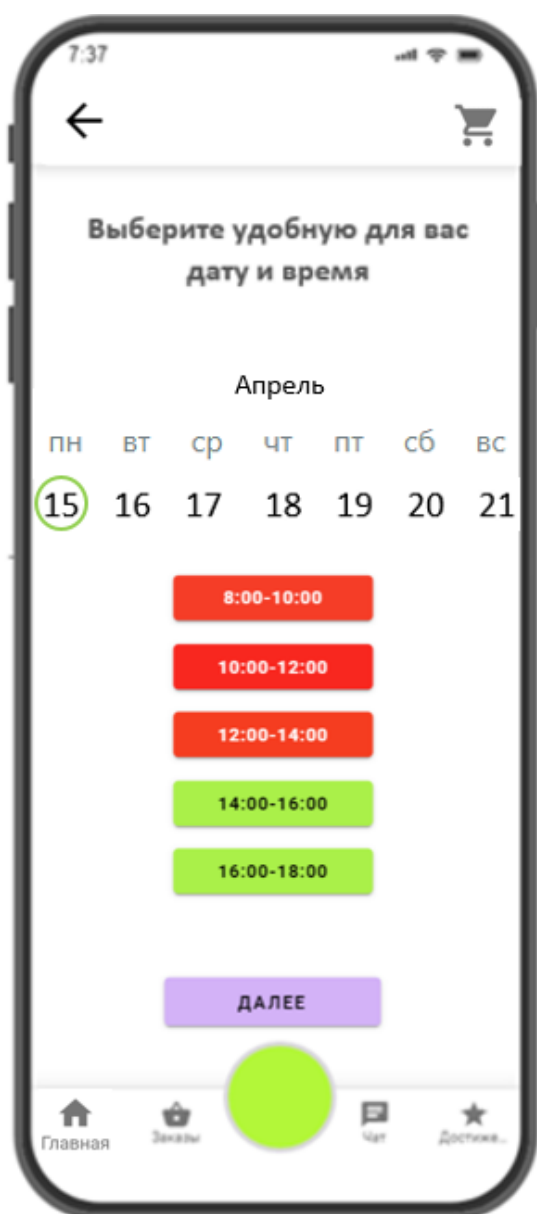 7:37
Выберите удобную для вас
дату и время
Апрель
пн вт ср чт пт сб вс
15 16 17 18 19 20 21
8:00-10:00
10:00-12:00
12:00-14:00
14:00-16:00
16:00-18:00
ДАЛЕЕ
Главная Заказы Чат Достиже...